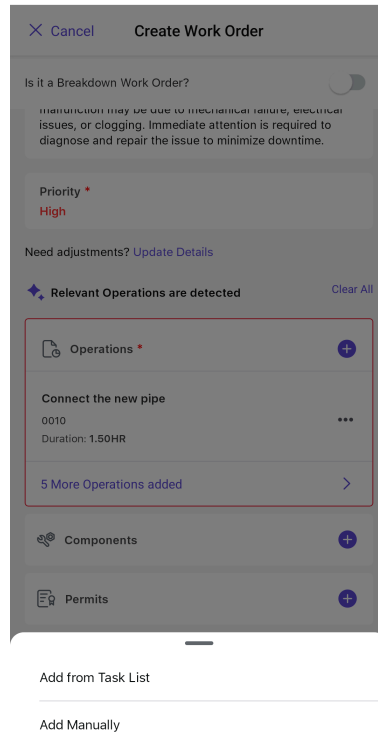 Cancel
Create Work Order
Is it a Breakdown Work Order?
malfunction may be due to mechanical failure, electrical
issues, or clogging. Immediate attention is required to
diagnose and repair the issue to minimize downtime.
Priority *
High
Need adjustments? Update Details
Relevant Operations are detected
Clear All
Operations *
Connect the new pipe
0010
Duration: 1.50HR
5 More Operations added
Components
Permits
Add from Task List
Add Manually